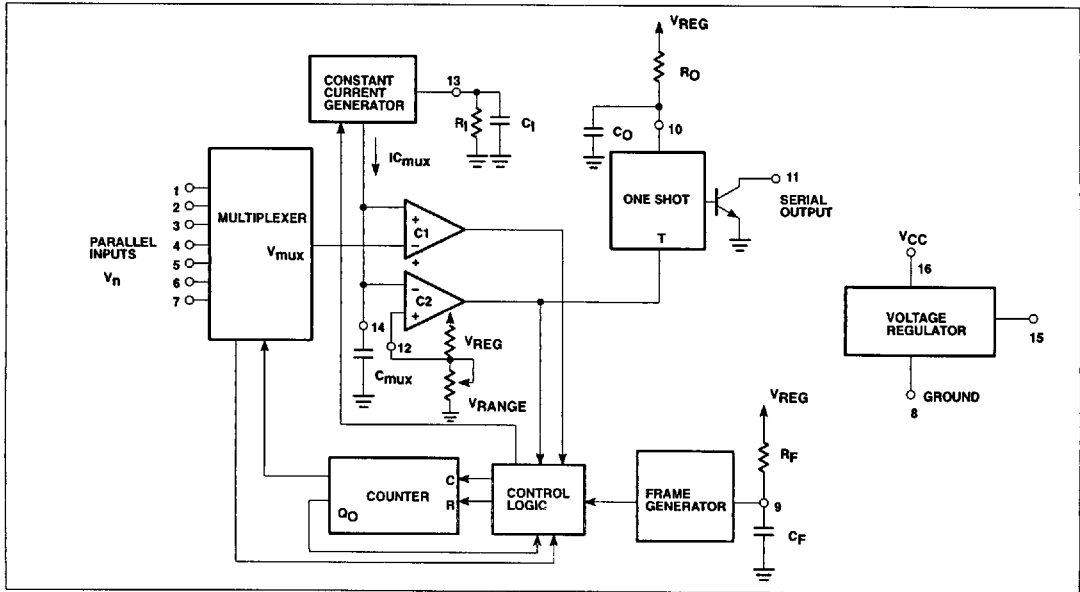 VREG
RO
CONSTANT
CURRENT
GENERATOR
13
RI
CI
CO
10
ICmux
ONE SHOT
T
11
SERIAL
OUTPUT
MULTIPLEXER
1
2
3
4
5
6
7
PARALLEL
INPUTS
Vn
Vmux
+
C1
−
+
−
C2
+
14
12
VREG
Cmux
VRANGE
VCC
16
VOLTAGE
REGULATOR
15
GROUND
8
VREG
RF
9
CF
FRAME
GENERATOR
CONTROL
LOGIC
C
R
COUNTER
QO